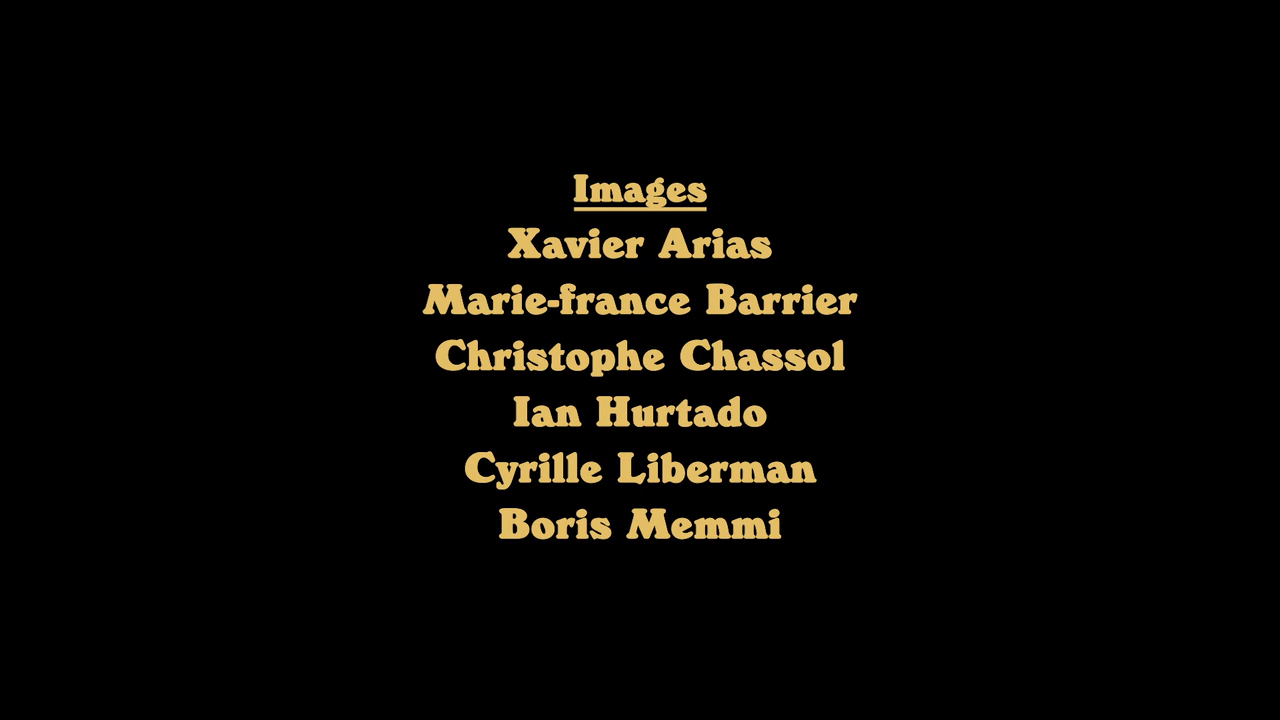 Images
Xavier Arias
Marie-france Barrier
Christophe Chassol
Ian Hurtado
Cyrille Liberman
Boris Memmi